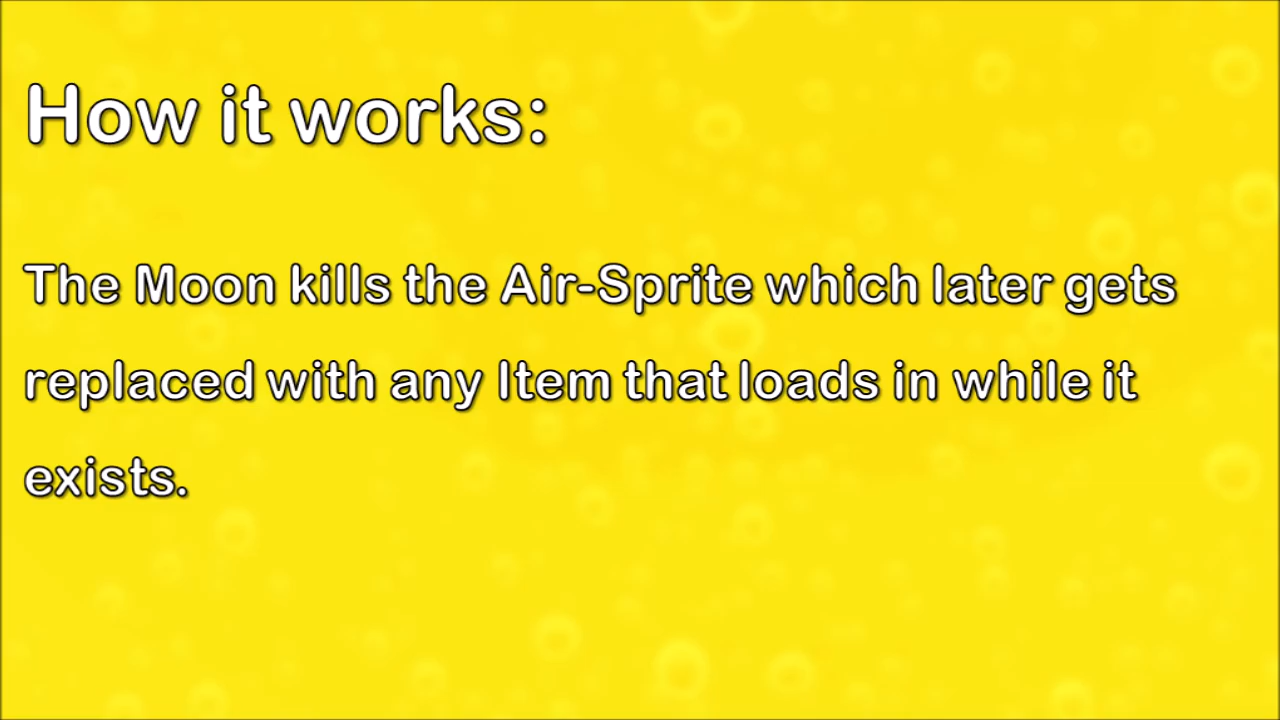 How it works:
The Moon kills the Air-Sprite which later gets
replaced with any Item that loads in while it
exists.